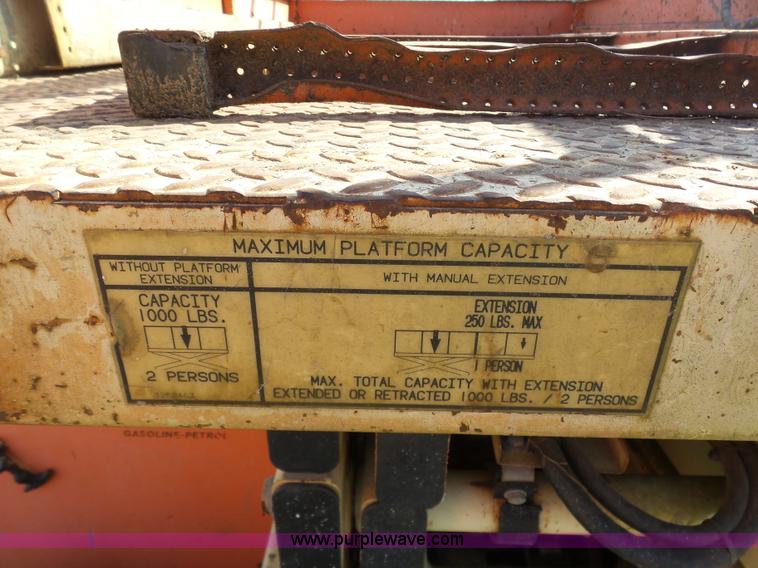 MAXIMUM PLATFORM CAPACITY
WITHOUT PLATFORM
EXTENSION
CAPACITY
1000 LBS.
2 PERSONS
WITH MANUAL EXTENSION
EXTENSION
250 LBS. MAX
1 PERSON
MAX. TOTAL CAPACITY WITH EXTENSION
EXTENDED OR RETRACTED 1000 LBS. / 2 PERSONS
GASOLINE-PETROL
www.purplewave.com